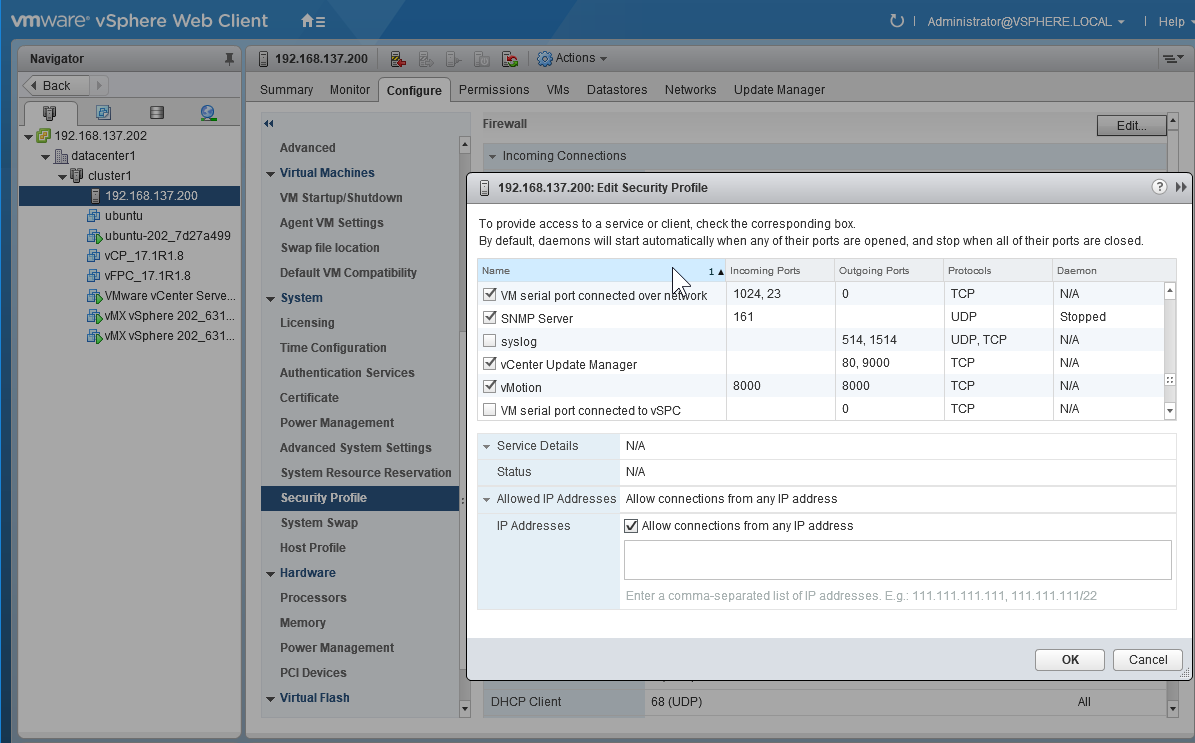 vmware® vSphere Web Client
Administrator@VSPHERE.LOCAL
Help
Navigator
Back
192.168.137.202
datacenter1
cluster1
192.168.137.200
ubuntu
ubuntu-202_7d27a499
vCP_17.1R1.8
vFPC_17.1R1.8
VMware vCenter Serve...
vMX vSphere 202_631...
vMX vSphere 202_631...
192.168.137.200
Actions
Summary Monitor Configure Permissions VMs Datastores Networks Update Manager
Advanced
Virtual Machines
VM Startup/Shutdown
Agent VM Settings
Swap file location
Default VM Compatibility
System
Licensing
Time Configuration
Authentication Services
Certificate
Power Management
Advanced System Settings
System Resource Reservation
Security Profile
System Swap
Host Profile
Hardware
Processors
Memory
Power Management
PCI Devices
Virtual Flash
Firewall
Edit...
Incoming Connections
192.168.137.200: Edit Security Profile
?
To provide access to a service or client, check the corresponding box.
By default, daemons will start automatically when any of their ports are opened, and stop when all of their ports are closed.
Name 1 Incoming Ports Outgoing Ports Protocols Daemon
VM serial port connected over network 1024, 23 0 TCP N/A
SNMP Server 161 UDP Stopped
syslog 514, 1514 UDP, TCP N/A
vCenter Update Manager 80, 9000 TCP N/A
vMotion 8000 8000 TCP N/A
VM serial port connected to vSPC 0 TCP N/A
Service Details N/A
Status N/A
Allowed IP Addresses Allow connections from any IP address
IP Addresses Allow connections from any IP address
Enter a comma-separated list of IP addresses. E.g.: 111.111.111.111, 111.111.111/22
OK Cancel
DHCP Client 68 (UDP) All